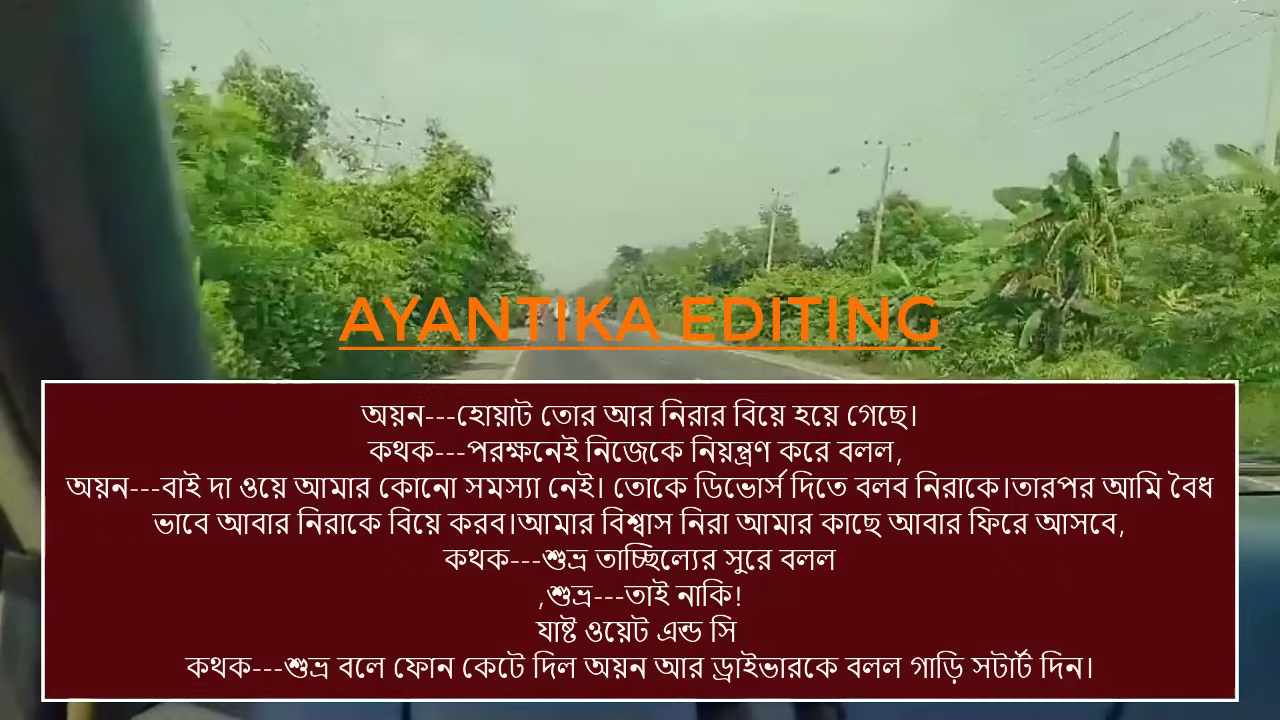 AYANTIKA EDITING
অয়ন---হোয়াট তোর আর নিরার বিয়ে হয়ে গেছে।
কথক---পরক্ষনেই নিজেকে নিয়ন্ত্রণ করে বলল,
অয়ন---বাই দা ওয়ে আমার কোনো সমস্যা নেই। তোকে ডিভোর্স দিতে বলব নিরাকে।তারপর আমি বৈধ
ভাবে আবার নিরাকে বিয়ে করব।আমার বিশ্বাস নিরা আমার কাছে আবার ফিরে আসবে,
কথক---শুভ্র তাচ্ছিল্যের সুরে বলল
,শুভ্র---তাই নাকি!
যাষ্ট ওয়েট এন্ড সি
কথক---শুভ্র বলে ফোন কেটে দিল অয়ন আর ড্রাইভারকে বলল গাড়ি সটার্ট দিন।